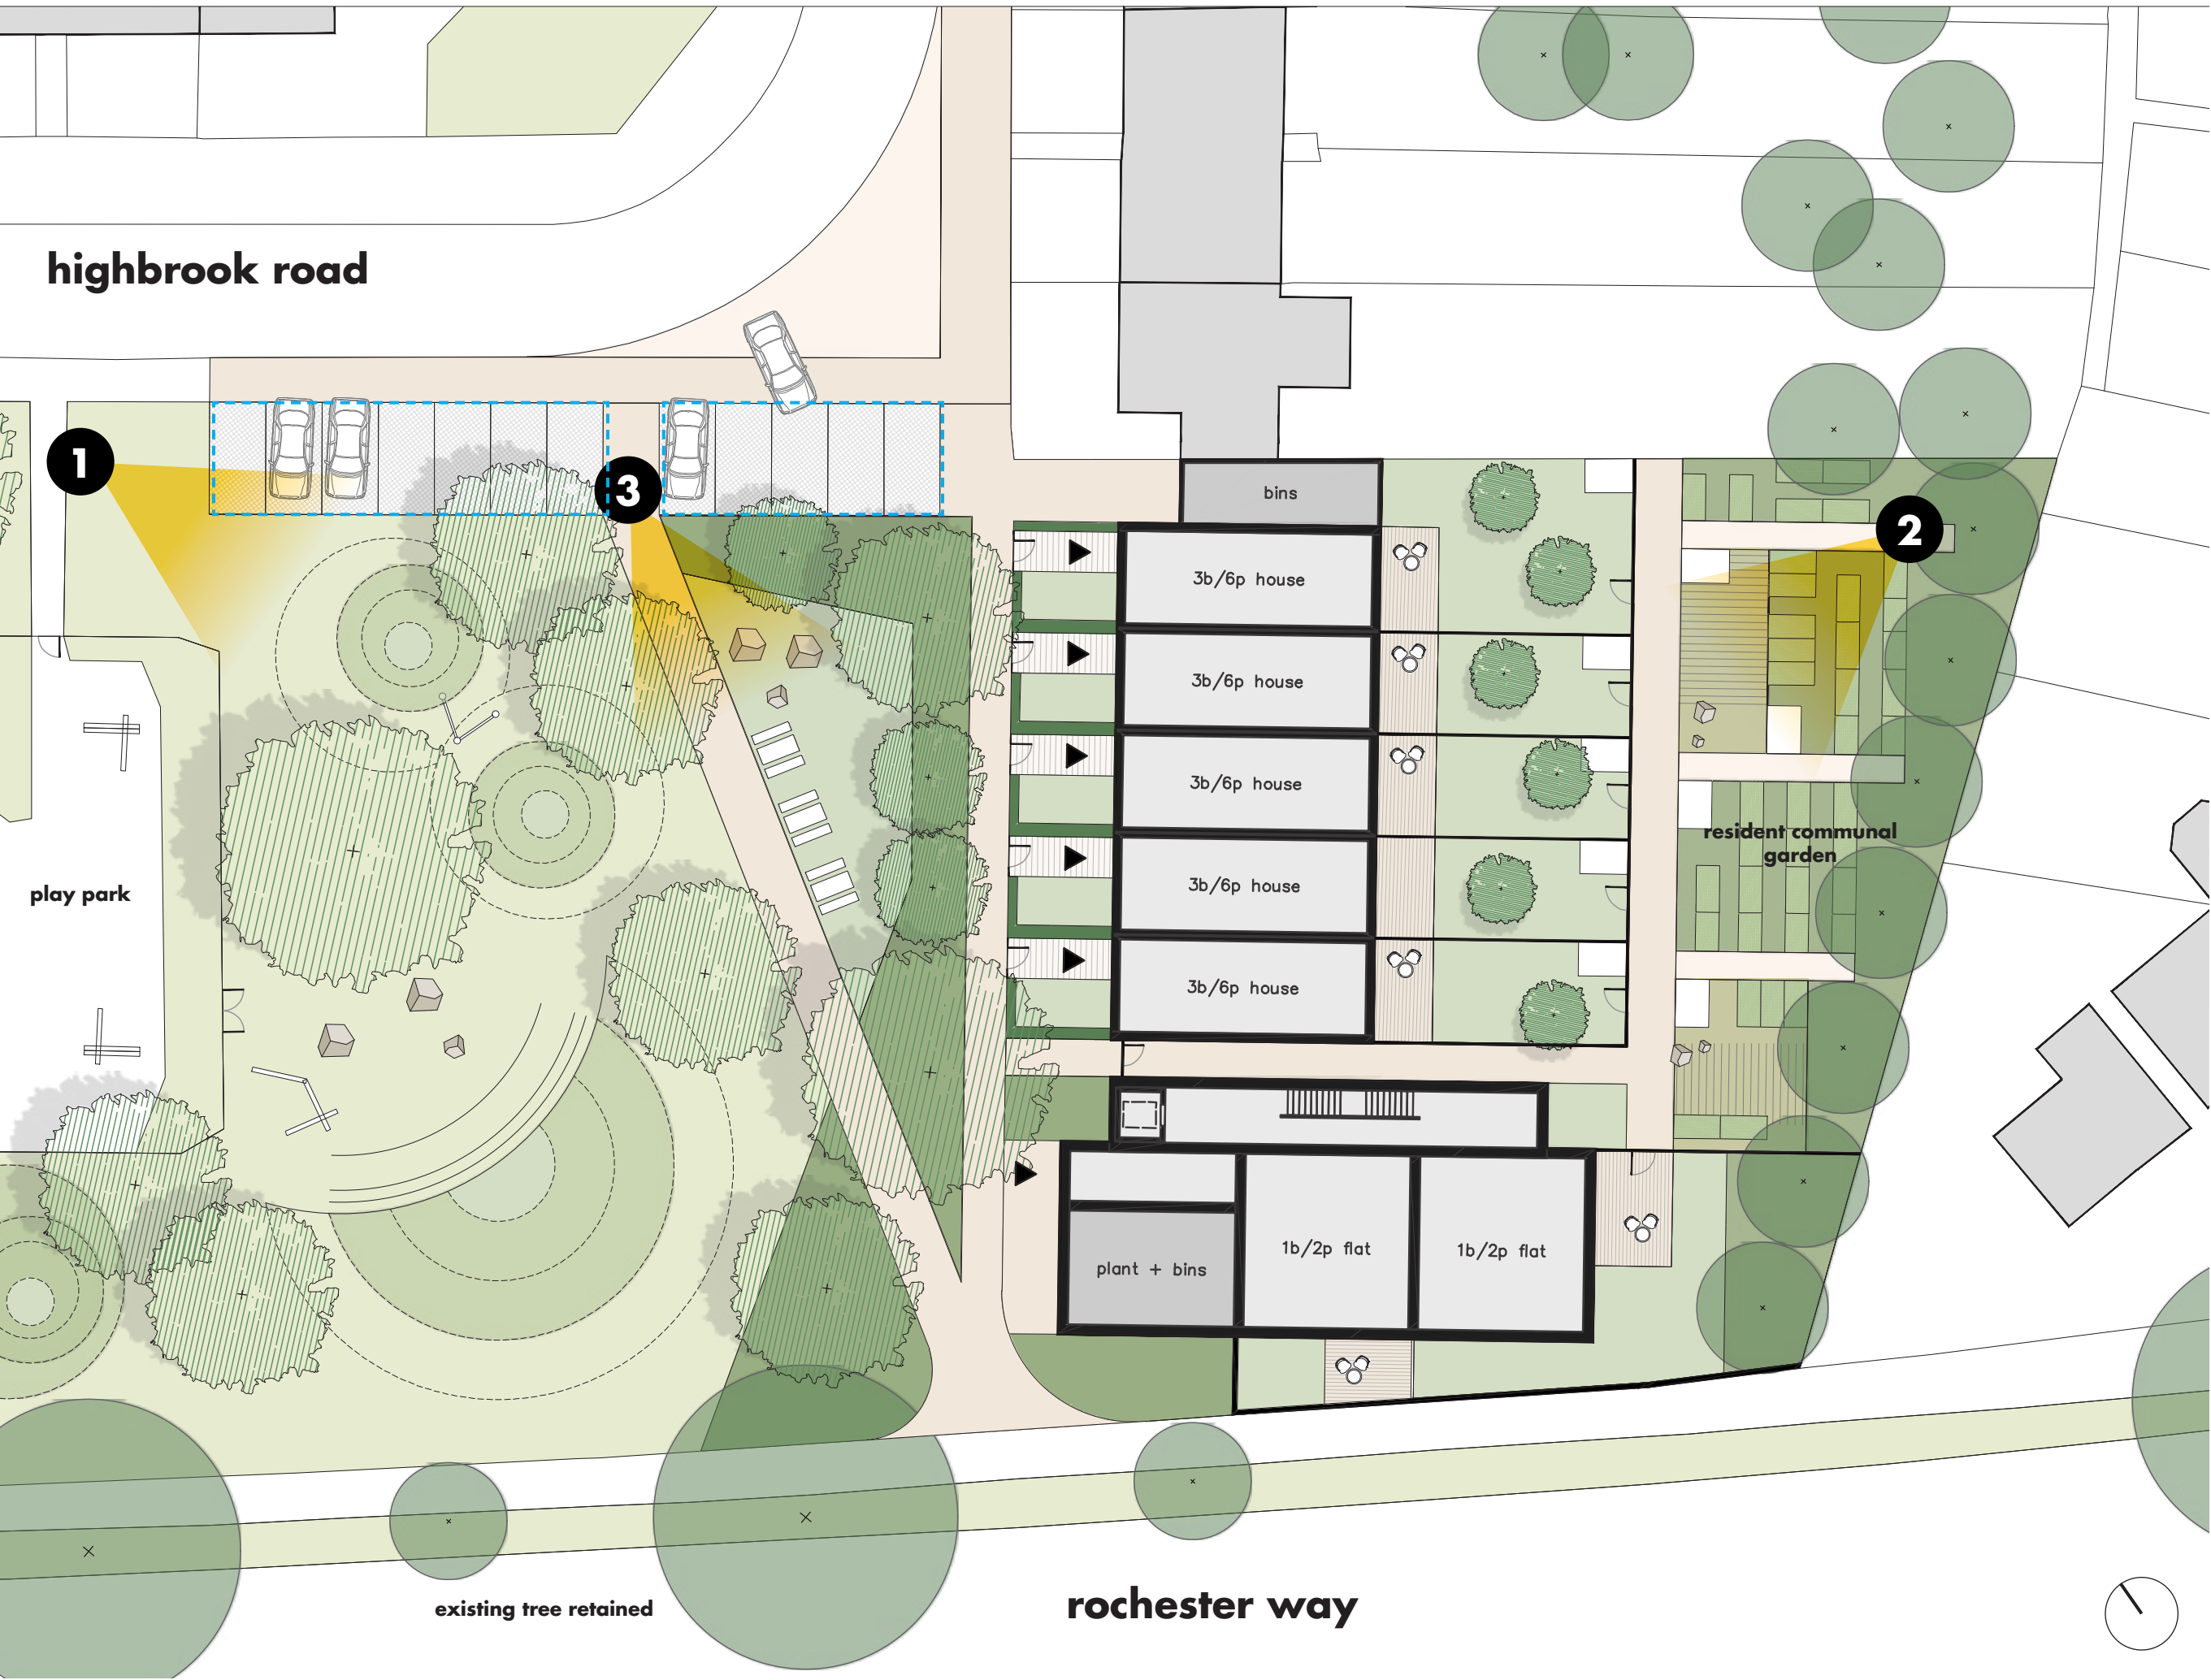 highbrook road
1
3
2
bins
3b/6p house
3b/6p house
3b/6p house
3b/6p house
3b/6p house
resident communal
garden
play park
1b/2p flat
1b/2p flat
plant + bins
existing tree retained
rochester way